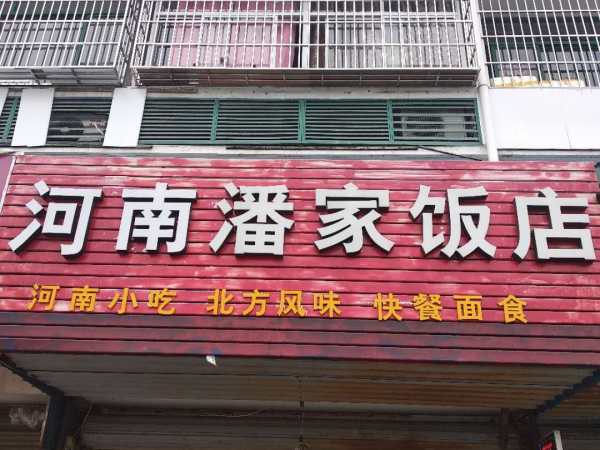 河南潘家饭店
河南小吃 北方风味 快餐面食